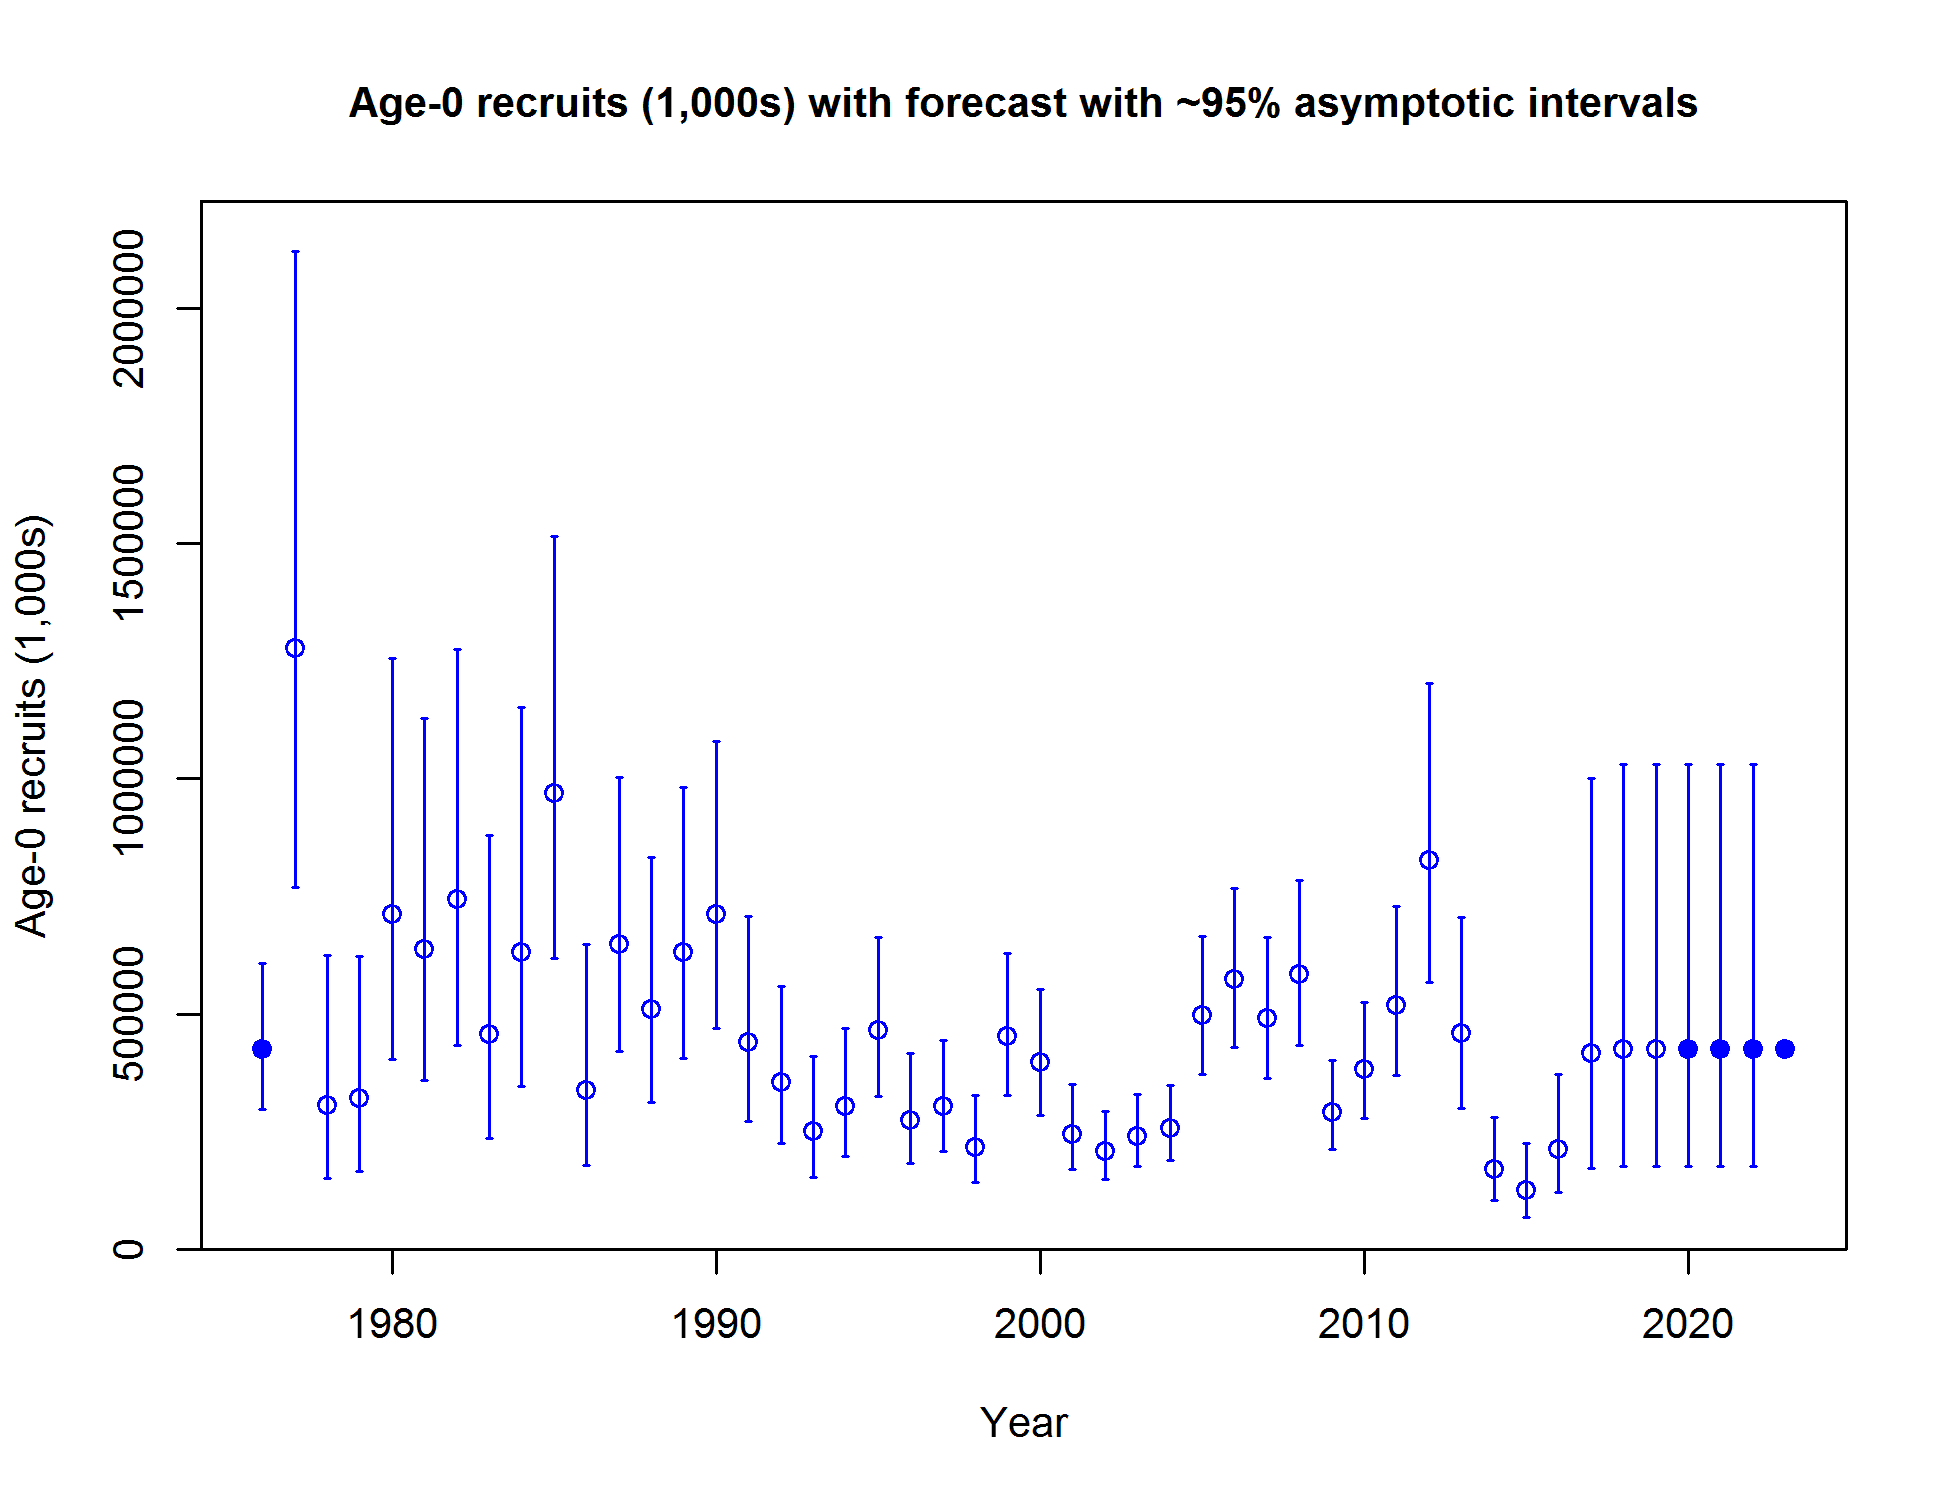 Age-0 recruits (1,000s) with forecast with ~95% asymptotic intervals
Age-0 recruits (1,000s)
2000000
1500000
1000000
500000
0
1980 1990 2000 2010 2020
Year